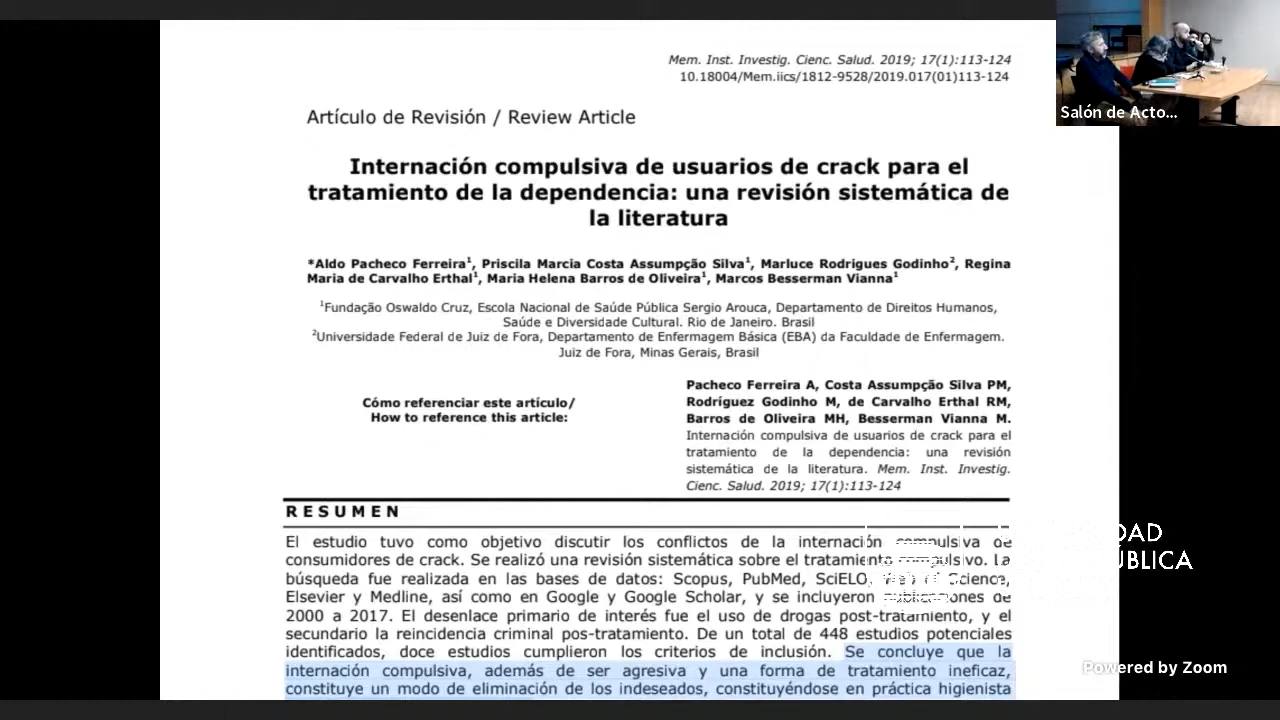 Mem. Inst. Investig. Cienc. Salud. 2019; 17(1):113-124
10.18004/Mem.iics/1812-9528/2019.017(01)113-124
Salón de Acto...
Artículo de Revisión / Review Article
Internación compulsiva de usuarios de crack para el
tratamiento de la dependencia: una revisión sistemática de
la literatura
*Aldo Pacheco Ferreira1, Priscila Marcia Costa Assumpção Silva1, Marluce Rodrigues Godinho2, Regina
Maria de Carvalho Erthal1, Maria Helena Barros de Oliveira1, Marcos Besserman Vianna1
1Fundação Oswaldo Cruz, Escola Nacional de Saúde Pública Sergio Arouca, Departamento de Direitos Humanos,
Saúde e Diversidade Cultural. Rio de Janeiro. Brasil
2Universidade Federal de Juiz de Fora, Departamento de Enfermagem Básica (EBA) da Faculdade de Enfermagem.
Juiz de Fora, Minas Gerais, Brasil
Cómo referenciar este artículo/
How to reference this article:
Pacheco Ferreira A, Costa Assumpção Silva PM,
Rodríguez Godinho M, de Carvalho Erthal RM,
Barros de Oliveira MH, Besserman Vianna M.
Internación compulsiva de usuarios de crack para el
tratamiento de la dependencia: una revisión
sistemática de la literatura. Mem. Inst. Investig.
Cienc. Salud. 2019; 17(1):113-124
RESUMEN
El estudio tuvo como objetivo discutir los conflictos de la internación compulsiva de
consumidores de crack. Se realizó una revisión sistemática sobre el tratamiento compulsivo. La
búsqueda fue realizada en las bases de datos: Scopus, PubMed, SciELO
Elsevier y Medline, así como en Google y Google Scholar, y se incluyeron de
2000 a 2017. El desenlace primario de interés fue el uso de drogas post-tratamiento, y el
secundario la reincidencia criminal pos-tratamiento. De un total de 448 estudios potenciales
identificados, doce estudios cumplieron los criterios de inclusión. Se concluye que la
internación compulsiva, además de ser agresiva y una forma de tratamiento ineficaz,
constituye un modo de eliminación de los indeseados, constituyéndose en práctica higienista
Powered by Zoom